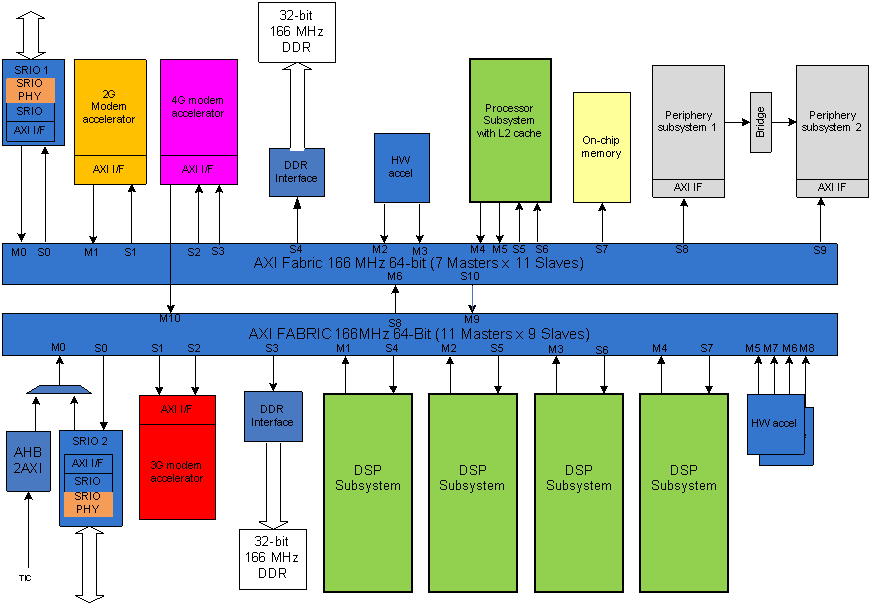 32-bit
166 MHz
DDR
SRIO 1
SRIO
PHY
SRIO
AXI I/F
2G
Modem
accelerator
AXI I/F
4G modem
accelerator
AXI I/F
DDR
Interface
HW
accel
Processor
Subsystem
with L2 cache
On-chip
memory
Periphery
subsystem 1
AXI IF
Bridge
Periphery
subsystem 2
AXI IF
M0 S0 M1 S1 S2 S3 S4 M2 M3 M4 M5 S5 S6 S7 S8 S9
AXI Fabric 166 MHz 64-bit (7 Masters x 11 Slaves)
M6 S10
M10 S8 M9
AXI FABRIC 166MHz 64-Bit (11 Masters x 9 Slaves)
M0 S0 S1 S2 S3 M1 S4 M2 S5 M3 S6 M4 S7 M5 M7 M6 M8
AHB
2AXI
TIC
SRIO 2
AXI I/F
SRIO
SRIO
PHY
AXI I/F
3G modem
accelerator
DDR
Interface
32-bit
166 MHz
DDR
DSP
Subsystem
DSP
Subsystem
DSP
Subsystem
DSP
Subsystem
HW accel